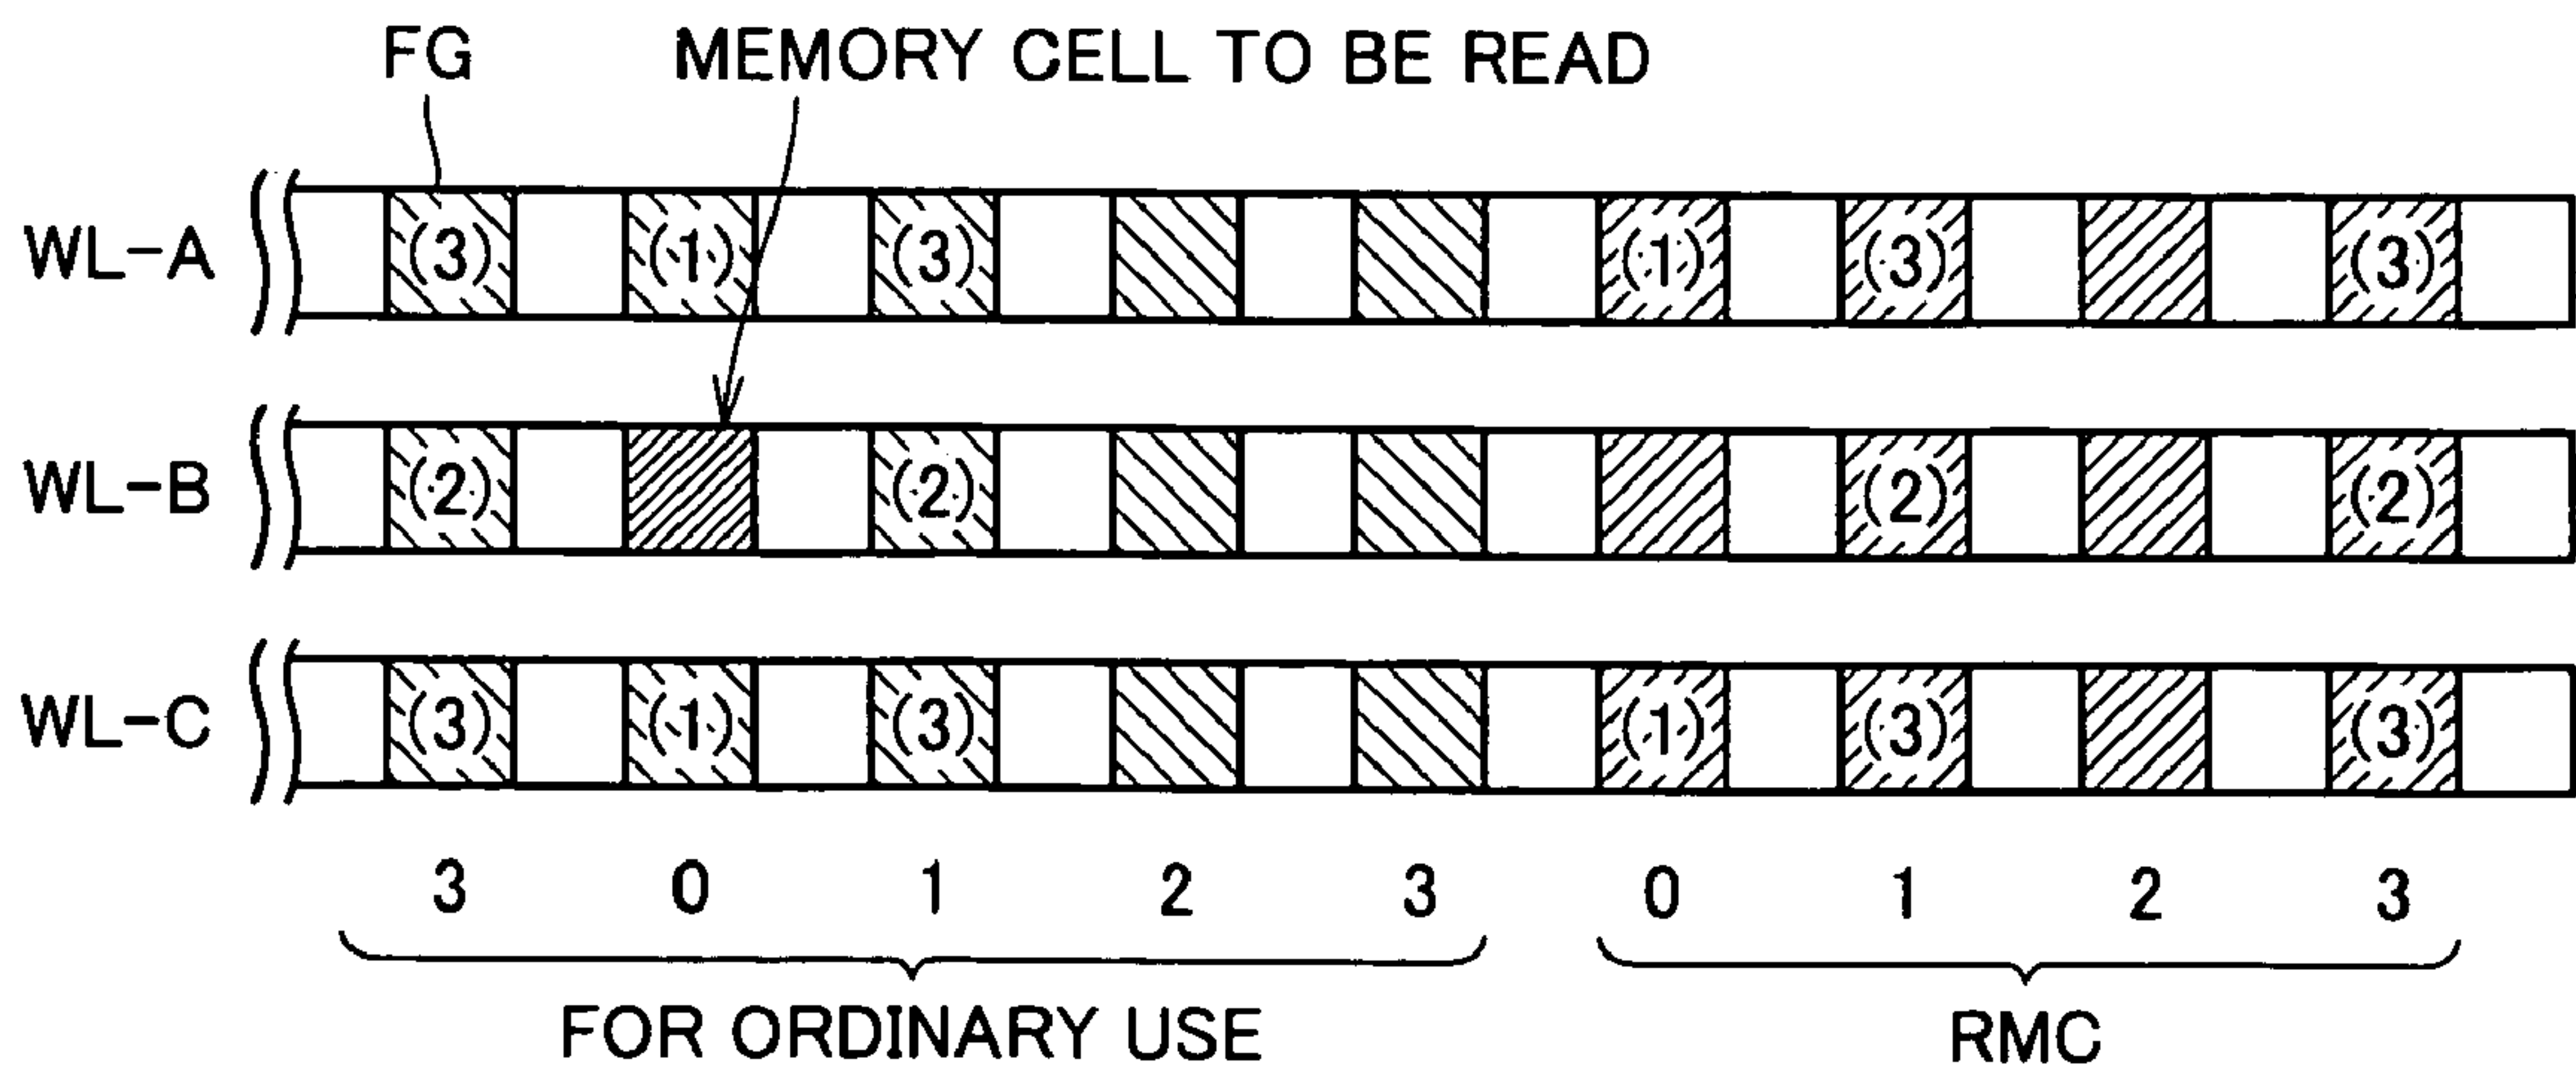 FG MEMORY CELL TO BE READ
WL-A (3) (1) (3) (1) (3) (3)
WL-B (2) (2) (2) (2)
WL-C (3) (1) (3) (1) (3) (3)
3 0 1 2 3 0 1 2 3
FOR ORDINARY USE RMC